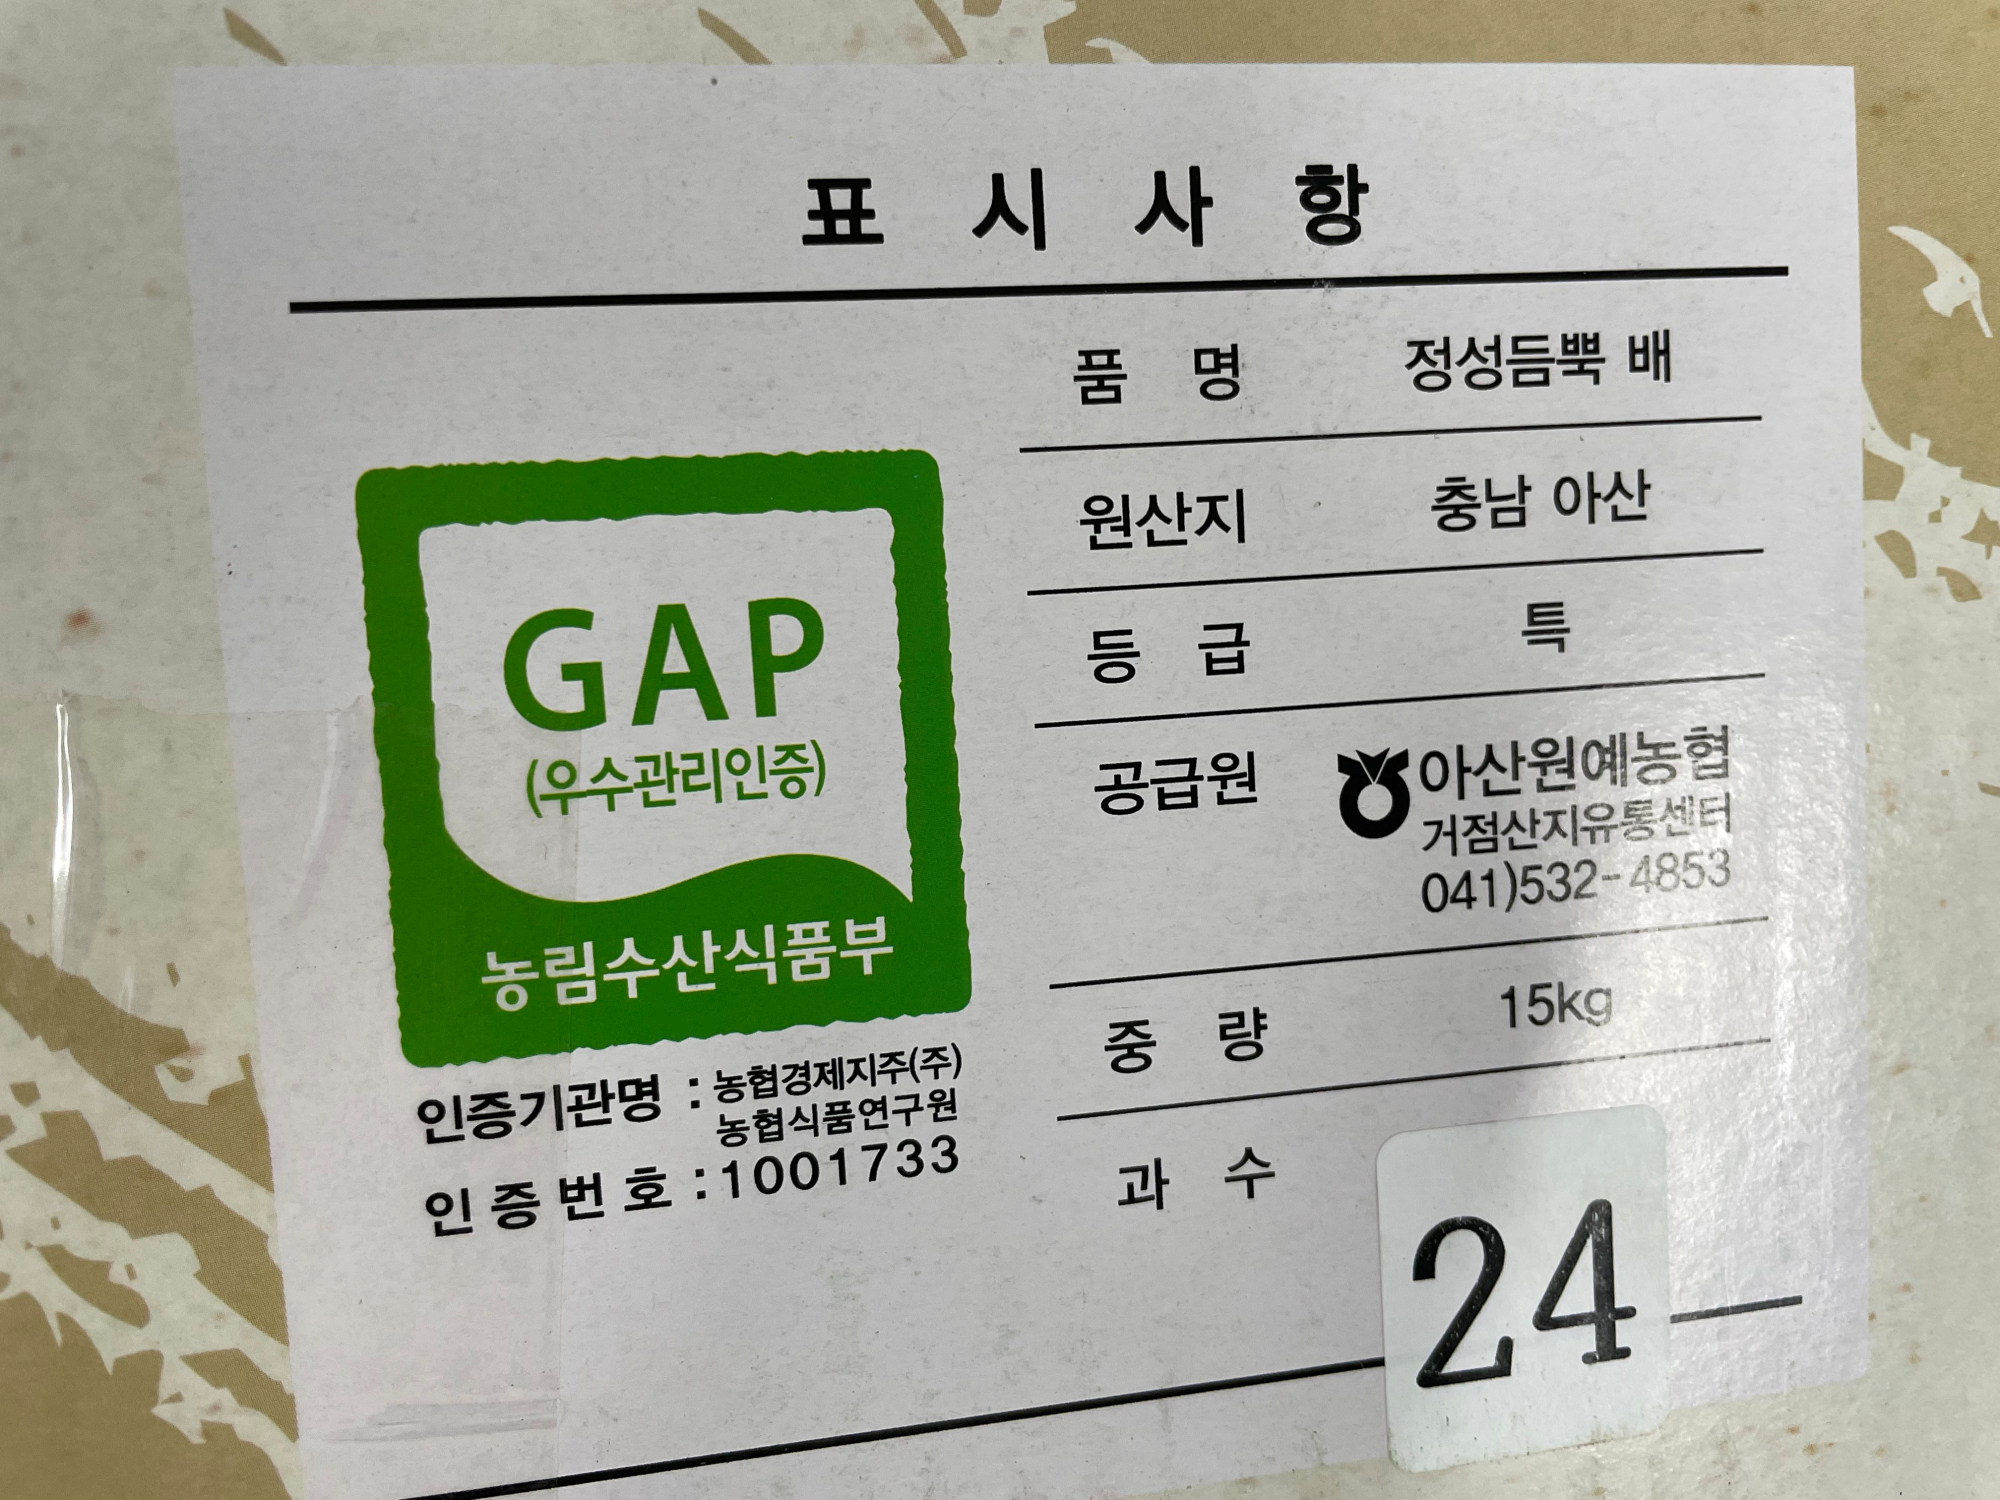 표 시 사 항
GAP
(우수관리인증)
농림수산식품부
인증기관명 : 농협경제지주(주)
농협식품연구원
인증번호 : 1001733
품 명 정성듬뿍 배
원산지 충남 아산
등 급 특
공급원 아산원예농협
거점산지유통센터
041)532-4853
중 량 15kg
과 수 24